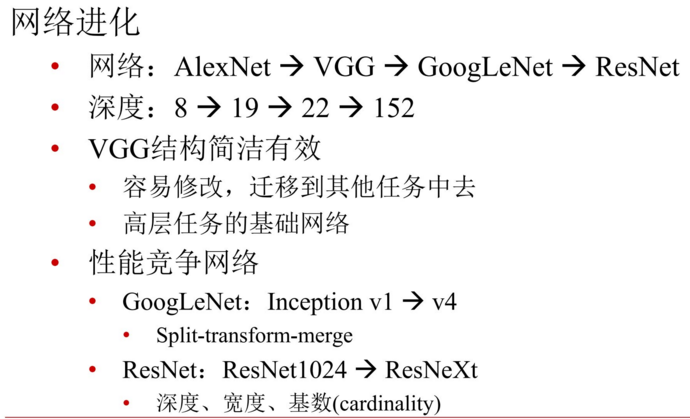 网络进化
• 网络：AlexNet → VGG → GoogLeNet → ResNet
• 深度：8 → 19 → 22 → 152
• VGG结构简洁有效
• 容易修改，迁移到其他任务中去
• 高层任务的基础网络
• 性能竞争网络
• GoogLeNet：Inception v1 → v4
• Split-transform-merge
• ResNet：ResNet1024 → ResNeXt
• 深度、宽度、基数(cardinality)